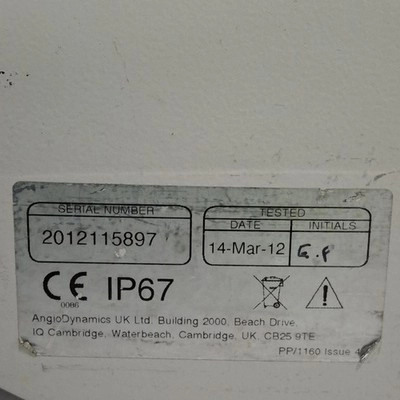 SERIAL NUMBER
2012115897
TESTED
DATE INITIALS
14-Mar-12 E.P
CE IP67
0086
AngioDynamics UK Ltd. Building 2000, Beach Drive,
IQ Cambridge, Waterbeach, Cambridge, UK. CB25 9TE
PP/1160 Issue 4